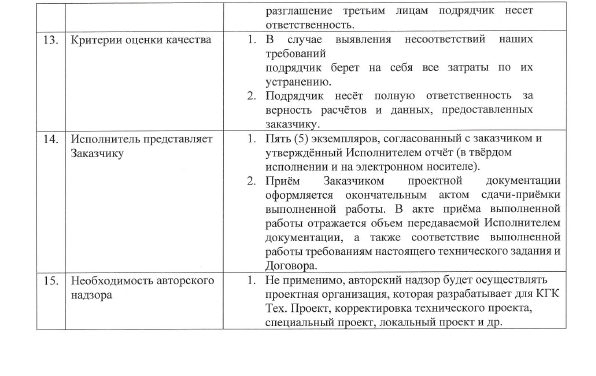 разглашение третьим лицам подрядчик несет
ответственность.
13. Критерии оценки качества
1. В случае выявления несоответствий наших
требований
подрядчик берет на себя все затраты по их
устранению.
2. Подрядчик несёт полную ответственность за
верность расчётов и данных, предоставленных
заказчику.
14. Исполнитель представляет
Заказчику
1. Пять (5) экземпляров, согласованный с заказчиком и
утверждённый Исполнителем отчёт (в твёрдом
исполнении и на электронном носителе).
2. Приём Заказчиком проектной документации
оформляется окончательным актом сдачи-приёмки
выполненной работы. В акте приёма выполненной
работы отражается объем передаваемой Исполнителем
документации, а также соответствие выполненной
работы требованиям настоящего технического задания и
Договора.
15. Необходимость авторского
надзора
1. Не применимо, авторский надзор будет осуществлять
проектная организация, которая разрабатывает для КГК
Тех. Проект, корректировка технического проекта,
специальный проект, локальный проект и др.